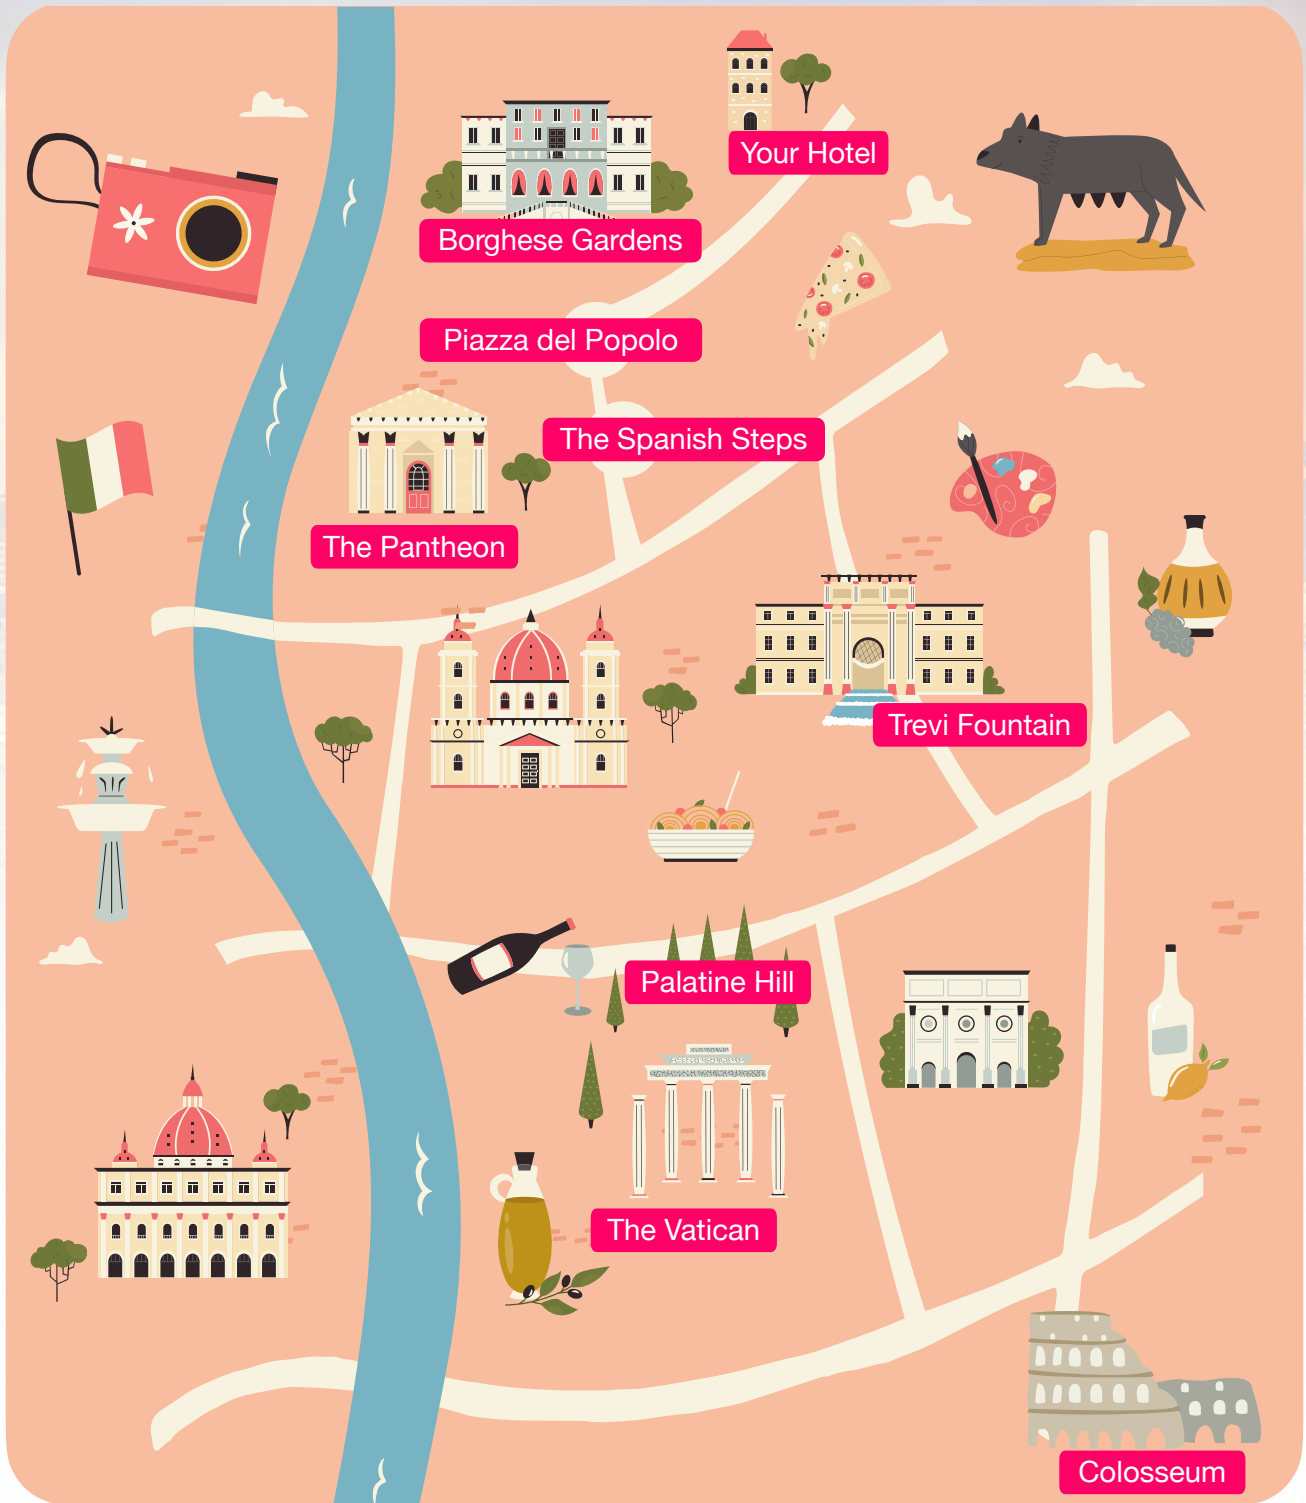 Your Hotel
Borghese Gardens
Piazza del Popolo
The Spanish Steps
The Pantheon
Trevi Fountain
Palatine Hill
The Vatican
Colosseum